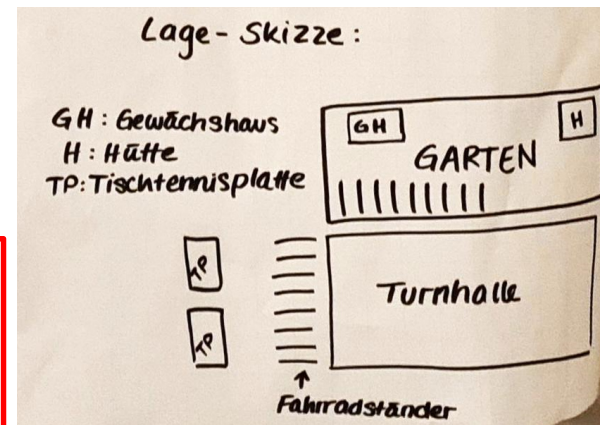 Lage-Skizze:
GH: Gewächshaus
H: Hütte
TP: Tischtennisplatte
GH
H
GARTEN
TP
TP
Turnhalle
Fahrradständer